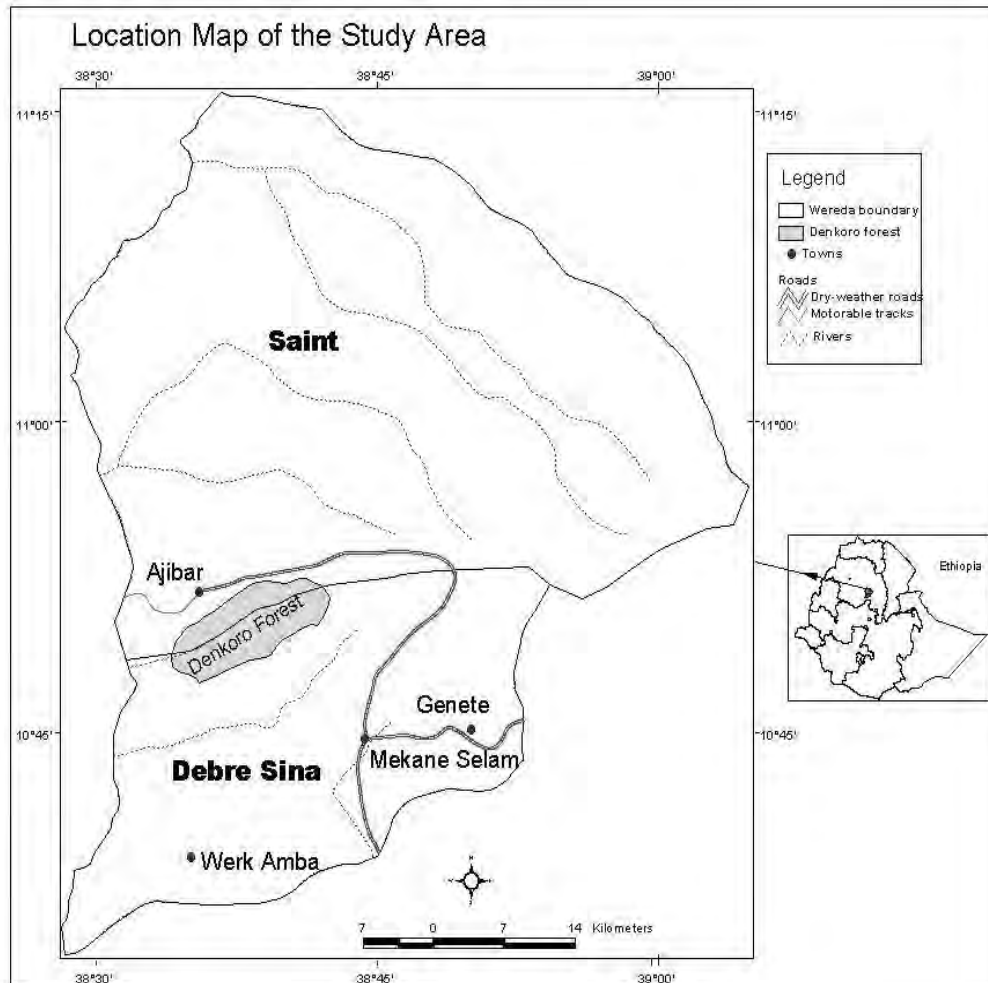 Location Map of the Study Area
38°30'
38°45'
39°00'
11°15'
11°15'
Legend
Wereda boundary
Denkoro forest
Towns
Roads
Dry-weather roads
Motorable tracks
Rivers
Saint
11°00'
11°00'
Ajibar
Ethiopia
Denkoro Forest
Genete
10°45'
10°45'
Mekane Selam
Debre Sina
Werk Amba
7 0 7 14 Kilometers
38°30'
38°45'
39°00'